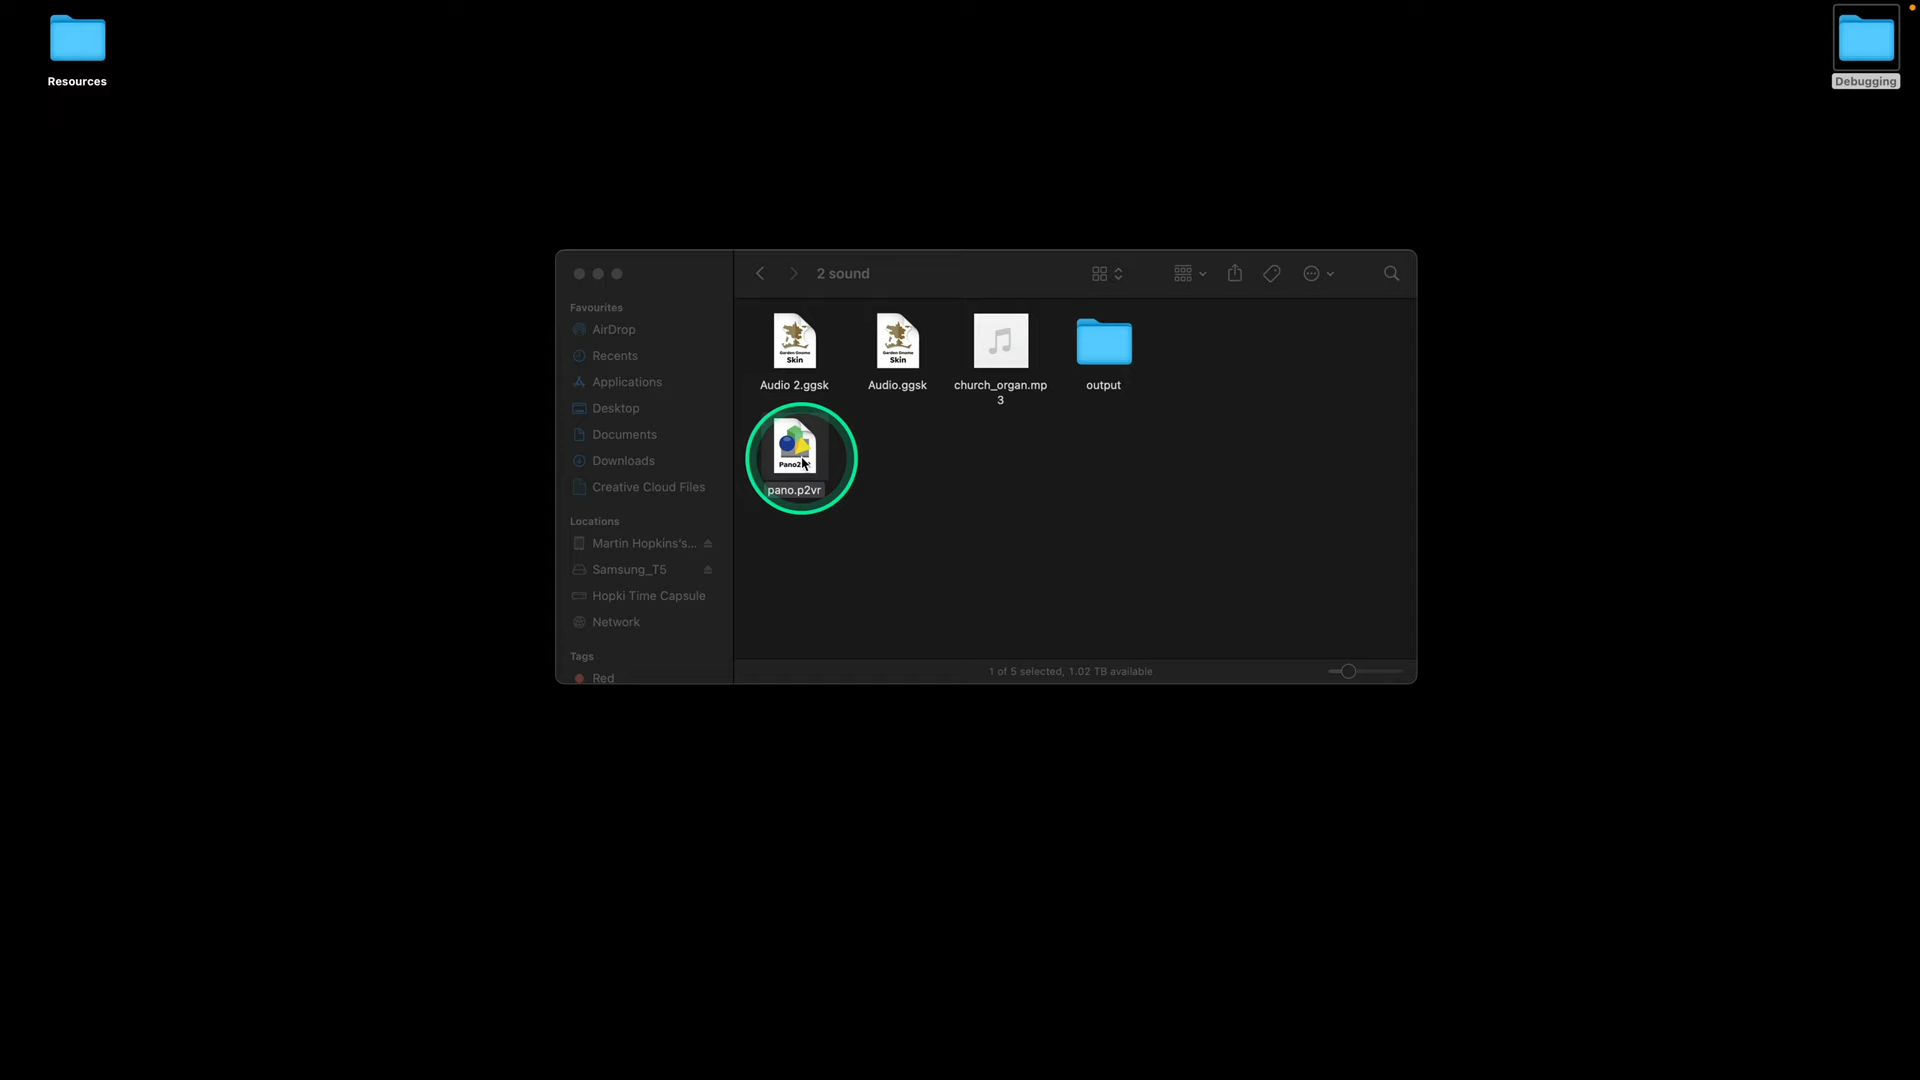 Resources
Debugging
2 sound
Favourites
AirDrop
Recents
Applications
Desktop
Documents
Downloads
Creative Cloud Files
Locations
Martin Hopkins's...
Samsung_T5
Hopki Time Capsule
Network
Tags
Red
Garden Gnome
Skin
Audio 2.ggsk
Garden Gnome
Skin
Audio.ggsk
church_organ.mp
3
output
pano.p2vr
1 of 5 selected, 1.02 TB available